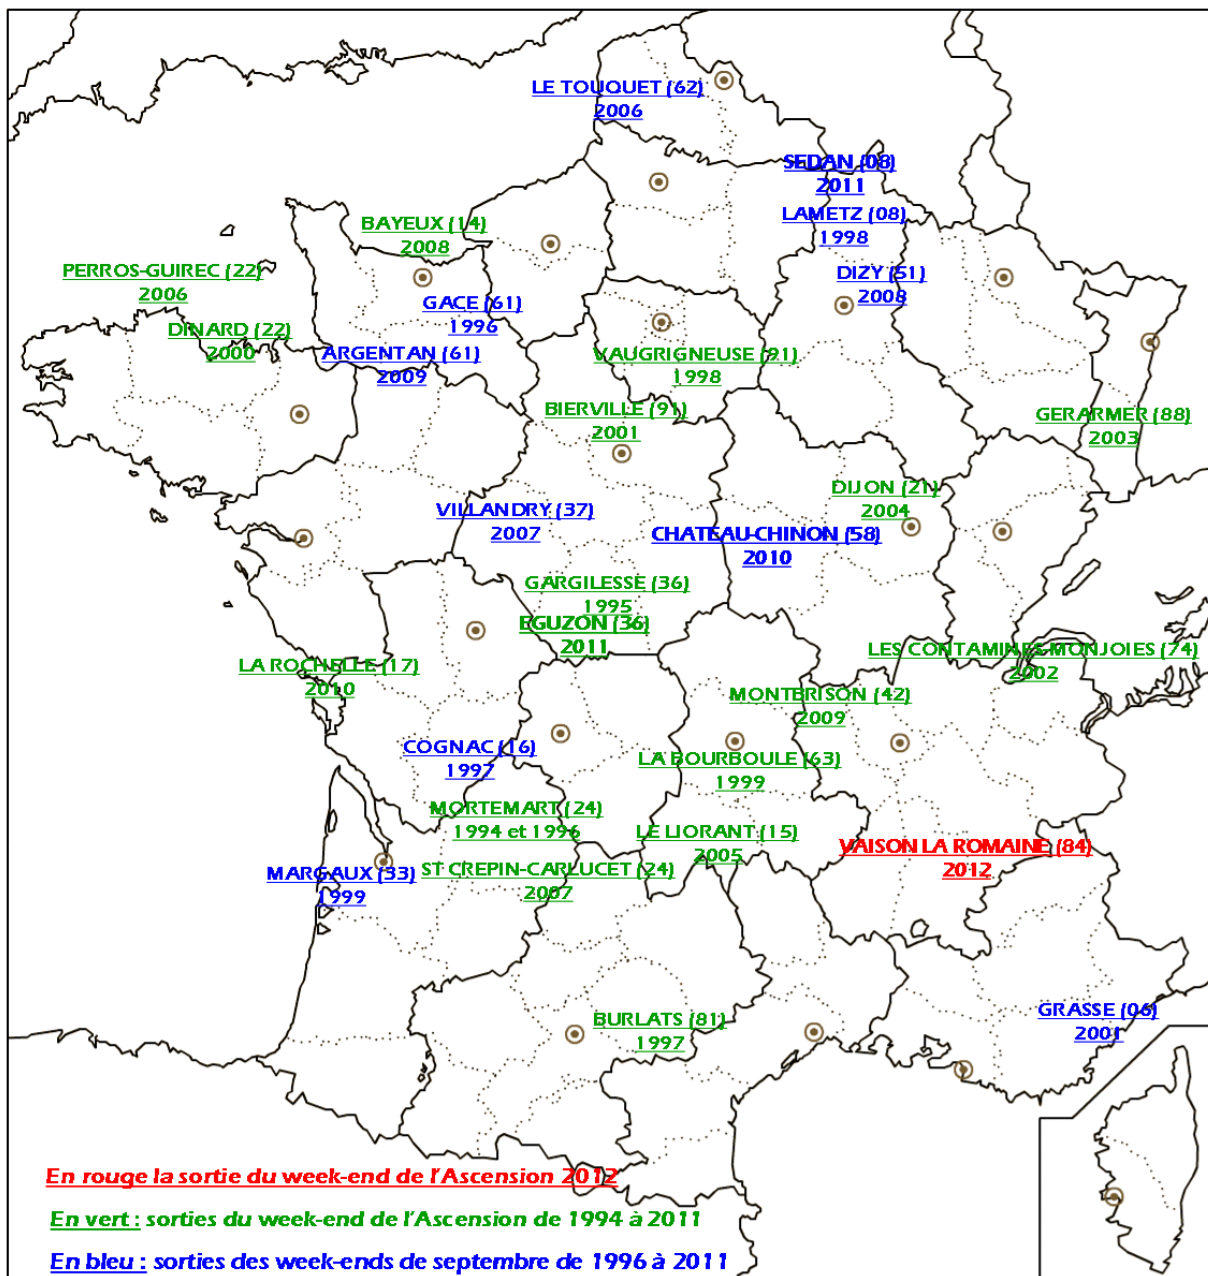 LE TOUQUET (62)
2006
SEDAN (08)
2011
LAMETZ (08)
1998
BAYEUX (14)
2008
PERROS-GUIREC (22)
2006
DIZY (51)
2008
GACE (61)
1996
DINARD (22)
2000
ARGENTAN (61)
2009
VAUGRIGNEUSE (91)
1998
BIERVILLE (91)
2001
GERARMER (88)
2003
DIJON (21)
2004
VILLANDRY (37)
2007
CHATEAU-CHINON (58)
2010
GARGILESSE (36)
1995
EGUZON (36)
2011
LES CONTAMINES MONJOIES (74)
2002
LA ROCHELLE (17)
2010
MONTBRISON (42)
2009
COGNAC (16)
1997
LA BOURBOULE (63)
1999
MORTEMART (24)
1994 et 1996
LE LIORANT (15)
2005
VAISON LA ROMAINE (84)
2012
MARGAUX (33)
1999
ST CREPIN-CARLUCET (24)
2007
GRASSE (06)
2001
BURLATS (81)
1997
En rouge la sortie du week-end de l'Ascension 2012
En vert : sorties du week-end de l'Ascension de 1994 à 2011
En bleu : sorties des week-ends de septembre de 1996 à 2011